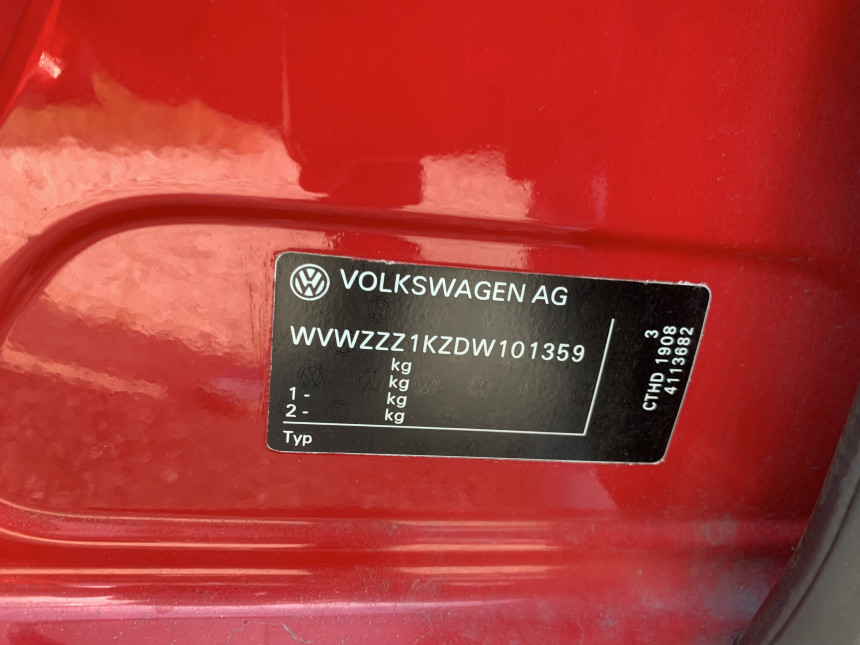 VOLKSWAGEN AG
WVWZZZ1KZDW101359
kg
kg
1 - kg
2 - kg
Typ
3
CTHD 1908
4113682